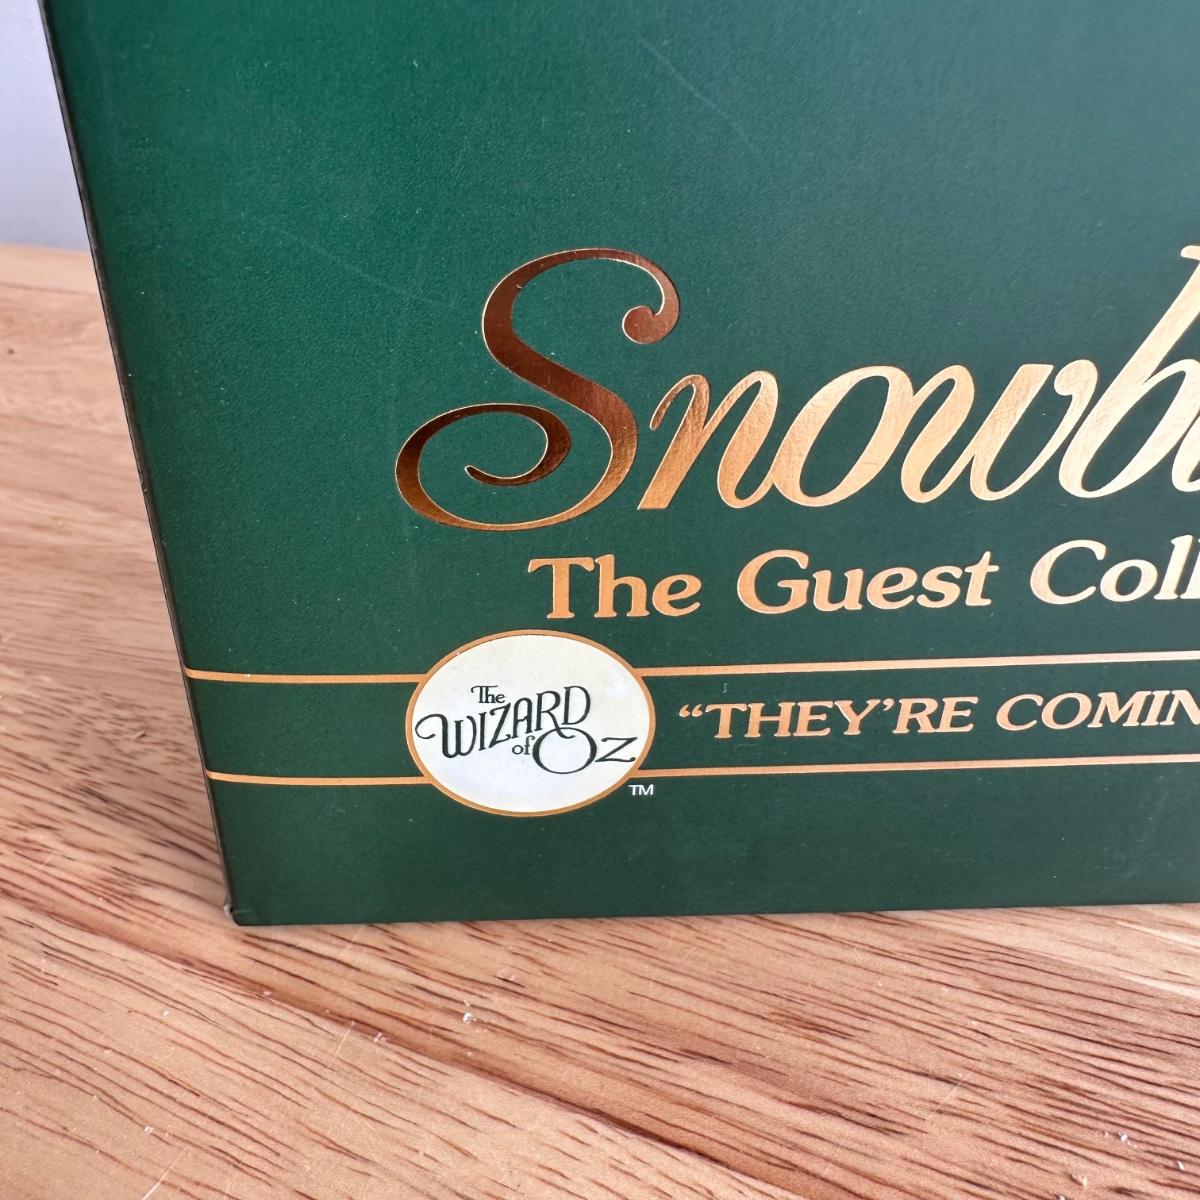 Snowb
The Guest Coll
The
WIZARD
of OZ
TM
"THEY'RE COMIN